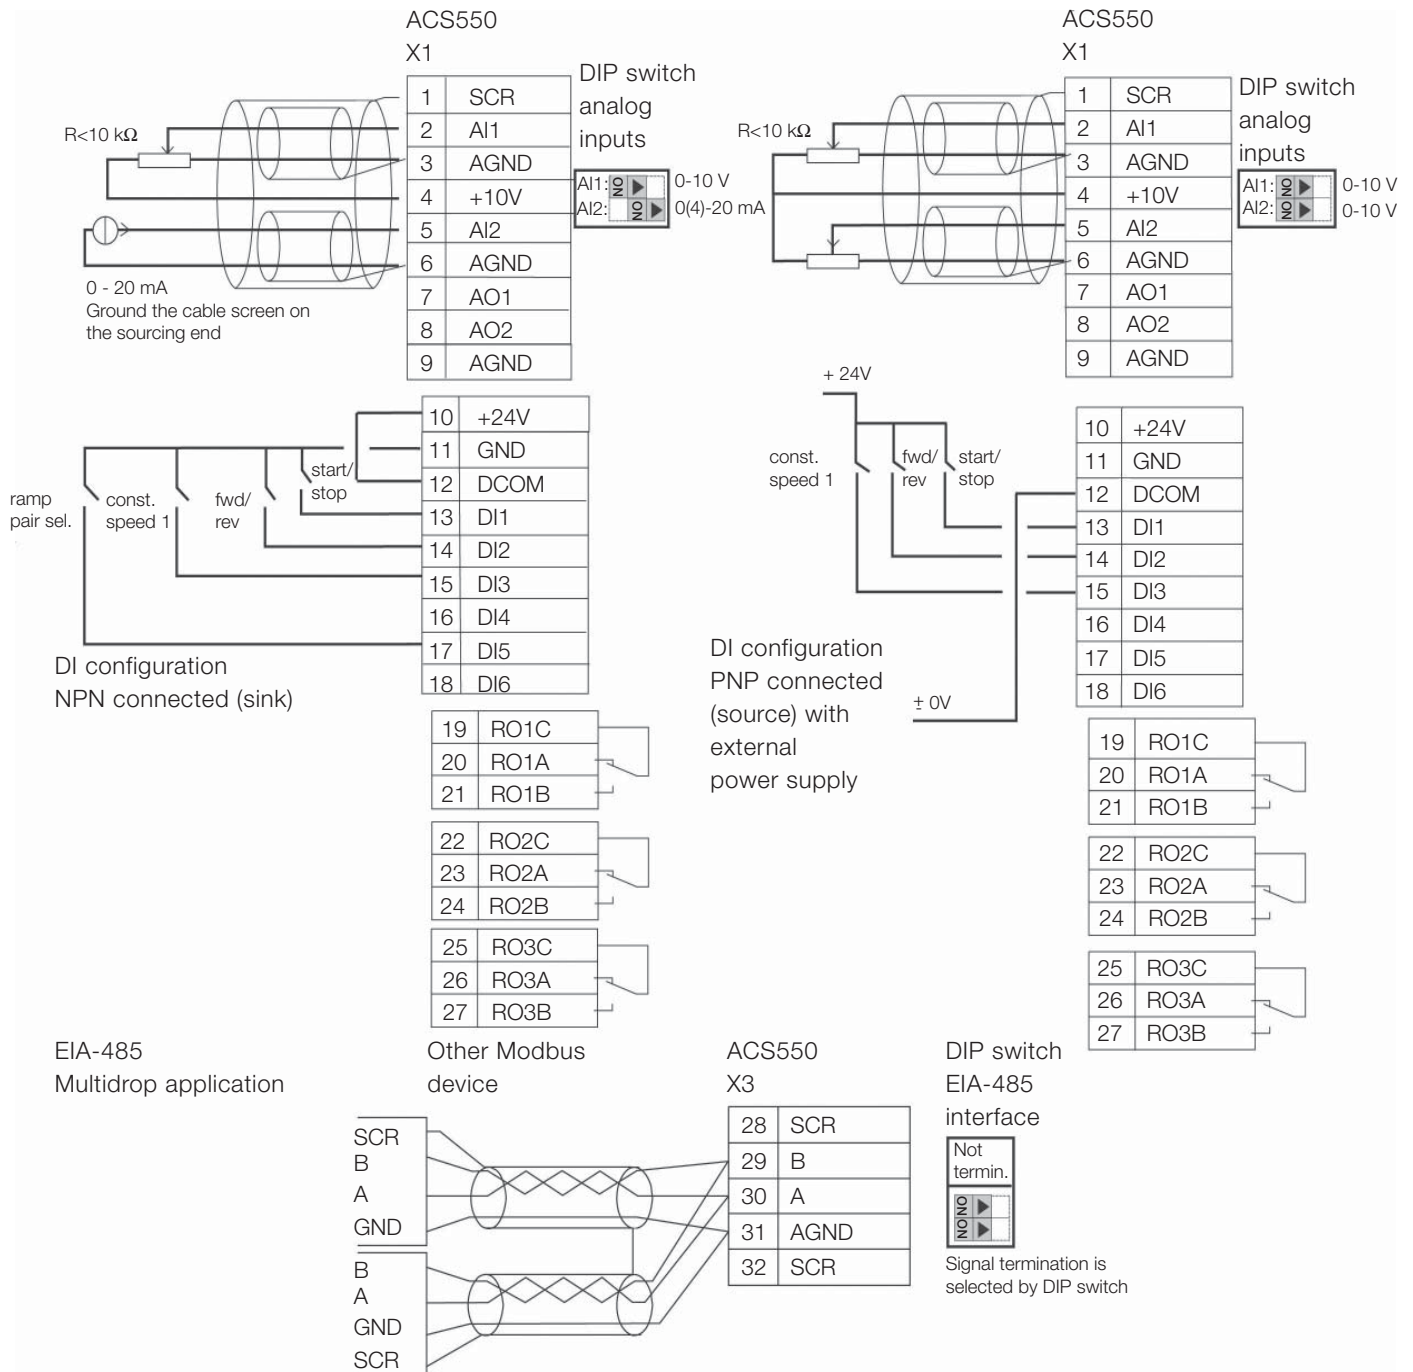 ACS550
X1
DIP switch
analog
inputs
R<10 kΩ
1 SCR
2 AI1
3 AGND
4 +10V
5 AI2
6 AGND
7 AO1
8 AO2
9 AGND
AI1: ON 0-10 V
AI2: ON 0(4)-20 mA
0 - 20 mA
Ground the cable screen on
the sourcing end
10 +24V
11 GND
12 DCOM
13 DI1
14 DI2
15 DI3
16 DI4
17 DI5
18 DI6
ramp
pair sel.
const.
speed 1
fwd/
rev
start/
stop
DI configuration
NPN connected (sink)
19 RO1C
20 RO1A
21 RO1B
22 RO2C
23 RO2A
24 RO2B
25 RO3C
26 RO3A
27 RO3B
ACS550
X1
DIP switch
analog
inputs
R<10 kΩ
1 SCR
2 AI1
3 AGND
4 +10V
5 AI2
6 AGND
7 AO1
8 AO2
9 AGND
AI1: ON 0-10 V
AI2: ON 0-10 V
+ 24V
const.
speed 1
fwd/
rev
start/
stop
10 +24V
11 GND
12 DCOM
13 DI1
14 DI2
15 DI3
16 DI4
17 DI5
18 DI6
DI configuration
PNP connected
(source) with
external
power supply
± 0V
19 RO1C
20 RO1A
21 RO1B
22 RO2C
23 RO2A
24 RO2B
25 RO3C
26 RO3A
27 RO3B
EIA-485
Multidrop application
Other Modbus
device
SCR
B
A
GND
B
A
GND
SCR
ACS550
X3
28 SCR
29 B
30 A
31 AGND
32 SCR
DIP switch
EIA-485
interface
Not
termin.
ON
ON
Signal termination is
selected by DIP switch